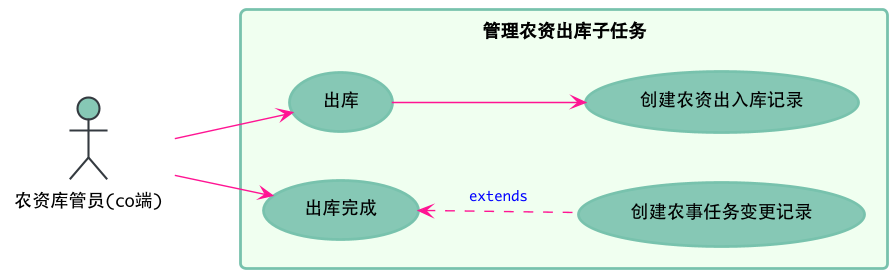 管理农资出库子任务
出库
创建农资出入库记录
农资库管员(co端)
extends
出库完成
创建农事任务变更记录